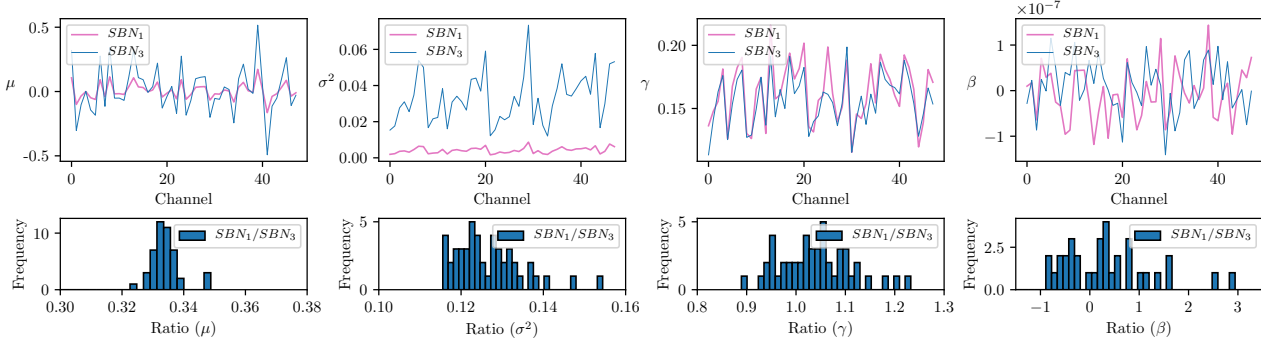 ×10⁻⁷
μ
0.5
0.0
-0.5
0
20
40
Channel
SBN₁
SBN₃
σ²
0.06
0.04
0.02
0.00
0
20
40
Channel
SBN₁
SBN₃
γ
0.20
0.15
0
20
40
Channel
SBN₁
SBN₃
β
1
0
−1
0
20
40
Channel
SBN₁
SBN₃
Frequency
10
0
0.30
0.32
0.34
0.36
0.38
Ratio (μ)
SBN₁/SBN₃
Frequency
5
0
0.10
0.12
0.14
0.16
Ratio (σ²)
SBN₁/SBN₃
Frequency
5
0
0.8
0.9
1.0
1.1
1.2
1.3
Ratio (γ)
SBN₁/SBN₃
Frequency
2.5
0.0
−1
0
1
2
3
Ratio (β)
SBN₁/SBN₃